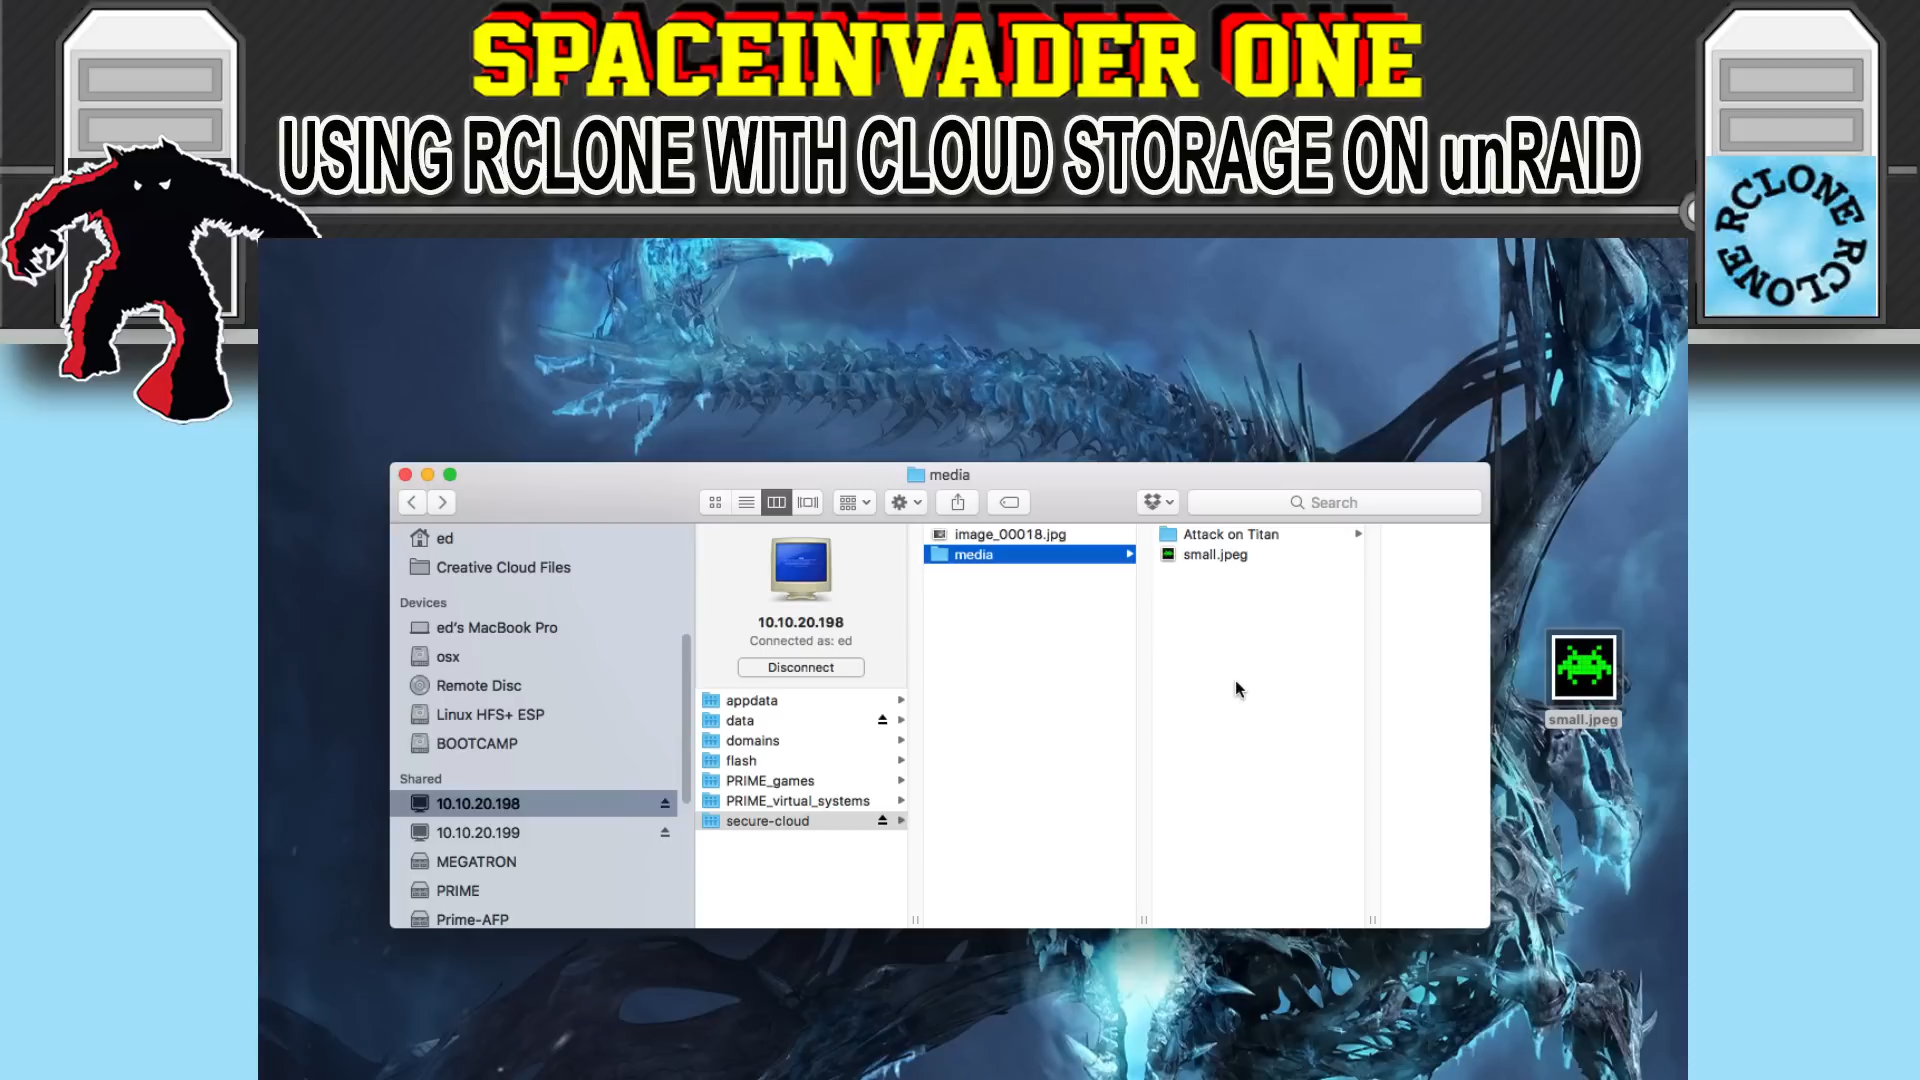 SPACEINVADER ONE
USING RCLONE WITH CLOUD STORAGE ON unRAID
RCLONE RCLONE
media
Search
ed
Creative Cloud Files
Devices
ed's MacBook Pro
osx
Remote Disc
Linux HFS+ ESP
BOOTCAMP
Shared
10.10.20.198
10.10.20.199
MEGATRON
PRIME
Prime-AFP
10.10.20.198
Connected as: ed
Disconnect
appdata
data
domains
flash
PRIME_games
PRIME_virtual_systems
secure-cloud
image_00018.jpg
media
Attack on Titan
small.jpeg
small.jpeg